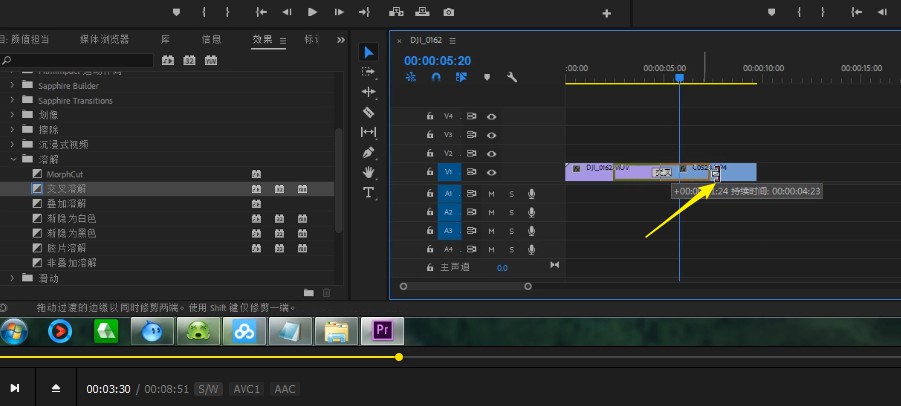 目: 颜值担当
媒体浏览器
库
信息
效果
标讠
Sapphire Builder
Sapphire Transitions
划像
擦除
沉浸式视频
溶解
MorphCut
交叉溶解
叠加溶解
渐隐为白色
渐隐为黑色
胶片溶解
非叠加溶解
滑动
× DJI_0162
00:00:05:20
:00:00
00:00:05:00
00:00:10:00
00:00:15:00
V4
V3
V2
V1
DJI_0162.MOV
交叉
:24 持续时间: 00:00:04:23
A1 M S
A2 M S
A3 M S
A4 M S
主声道 0.0
拖动过渡的边缘以同时修剪两端。使用 Shift 键仅修剪一端。
Pr
00:03:30 / 00:08:51 S/W AVC1 AAC